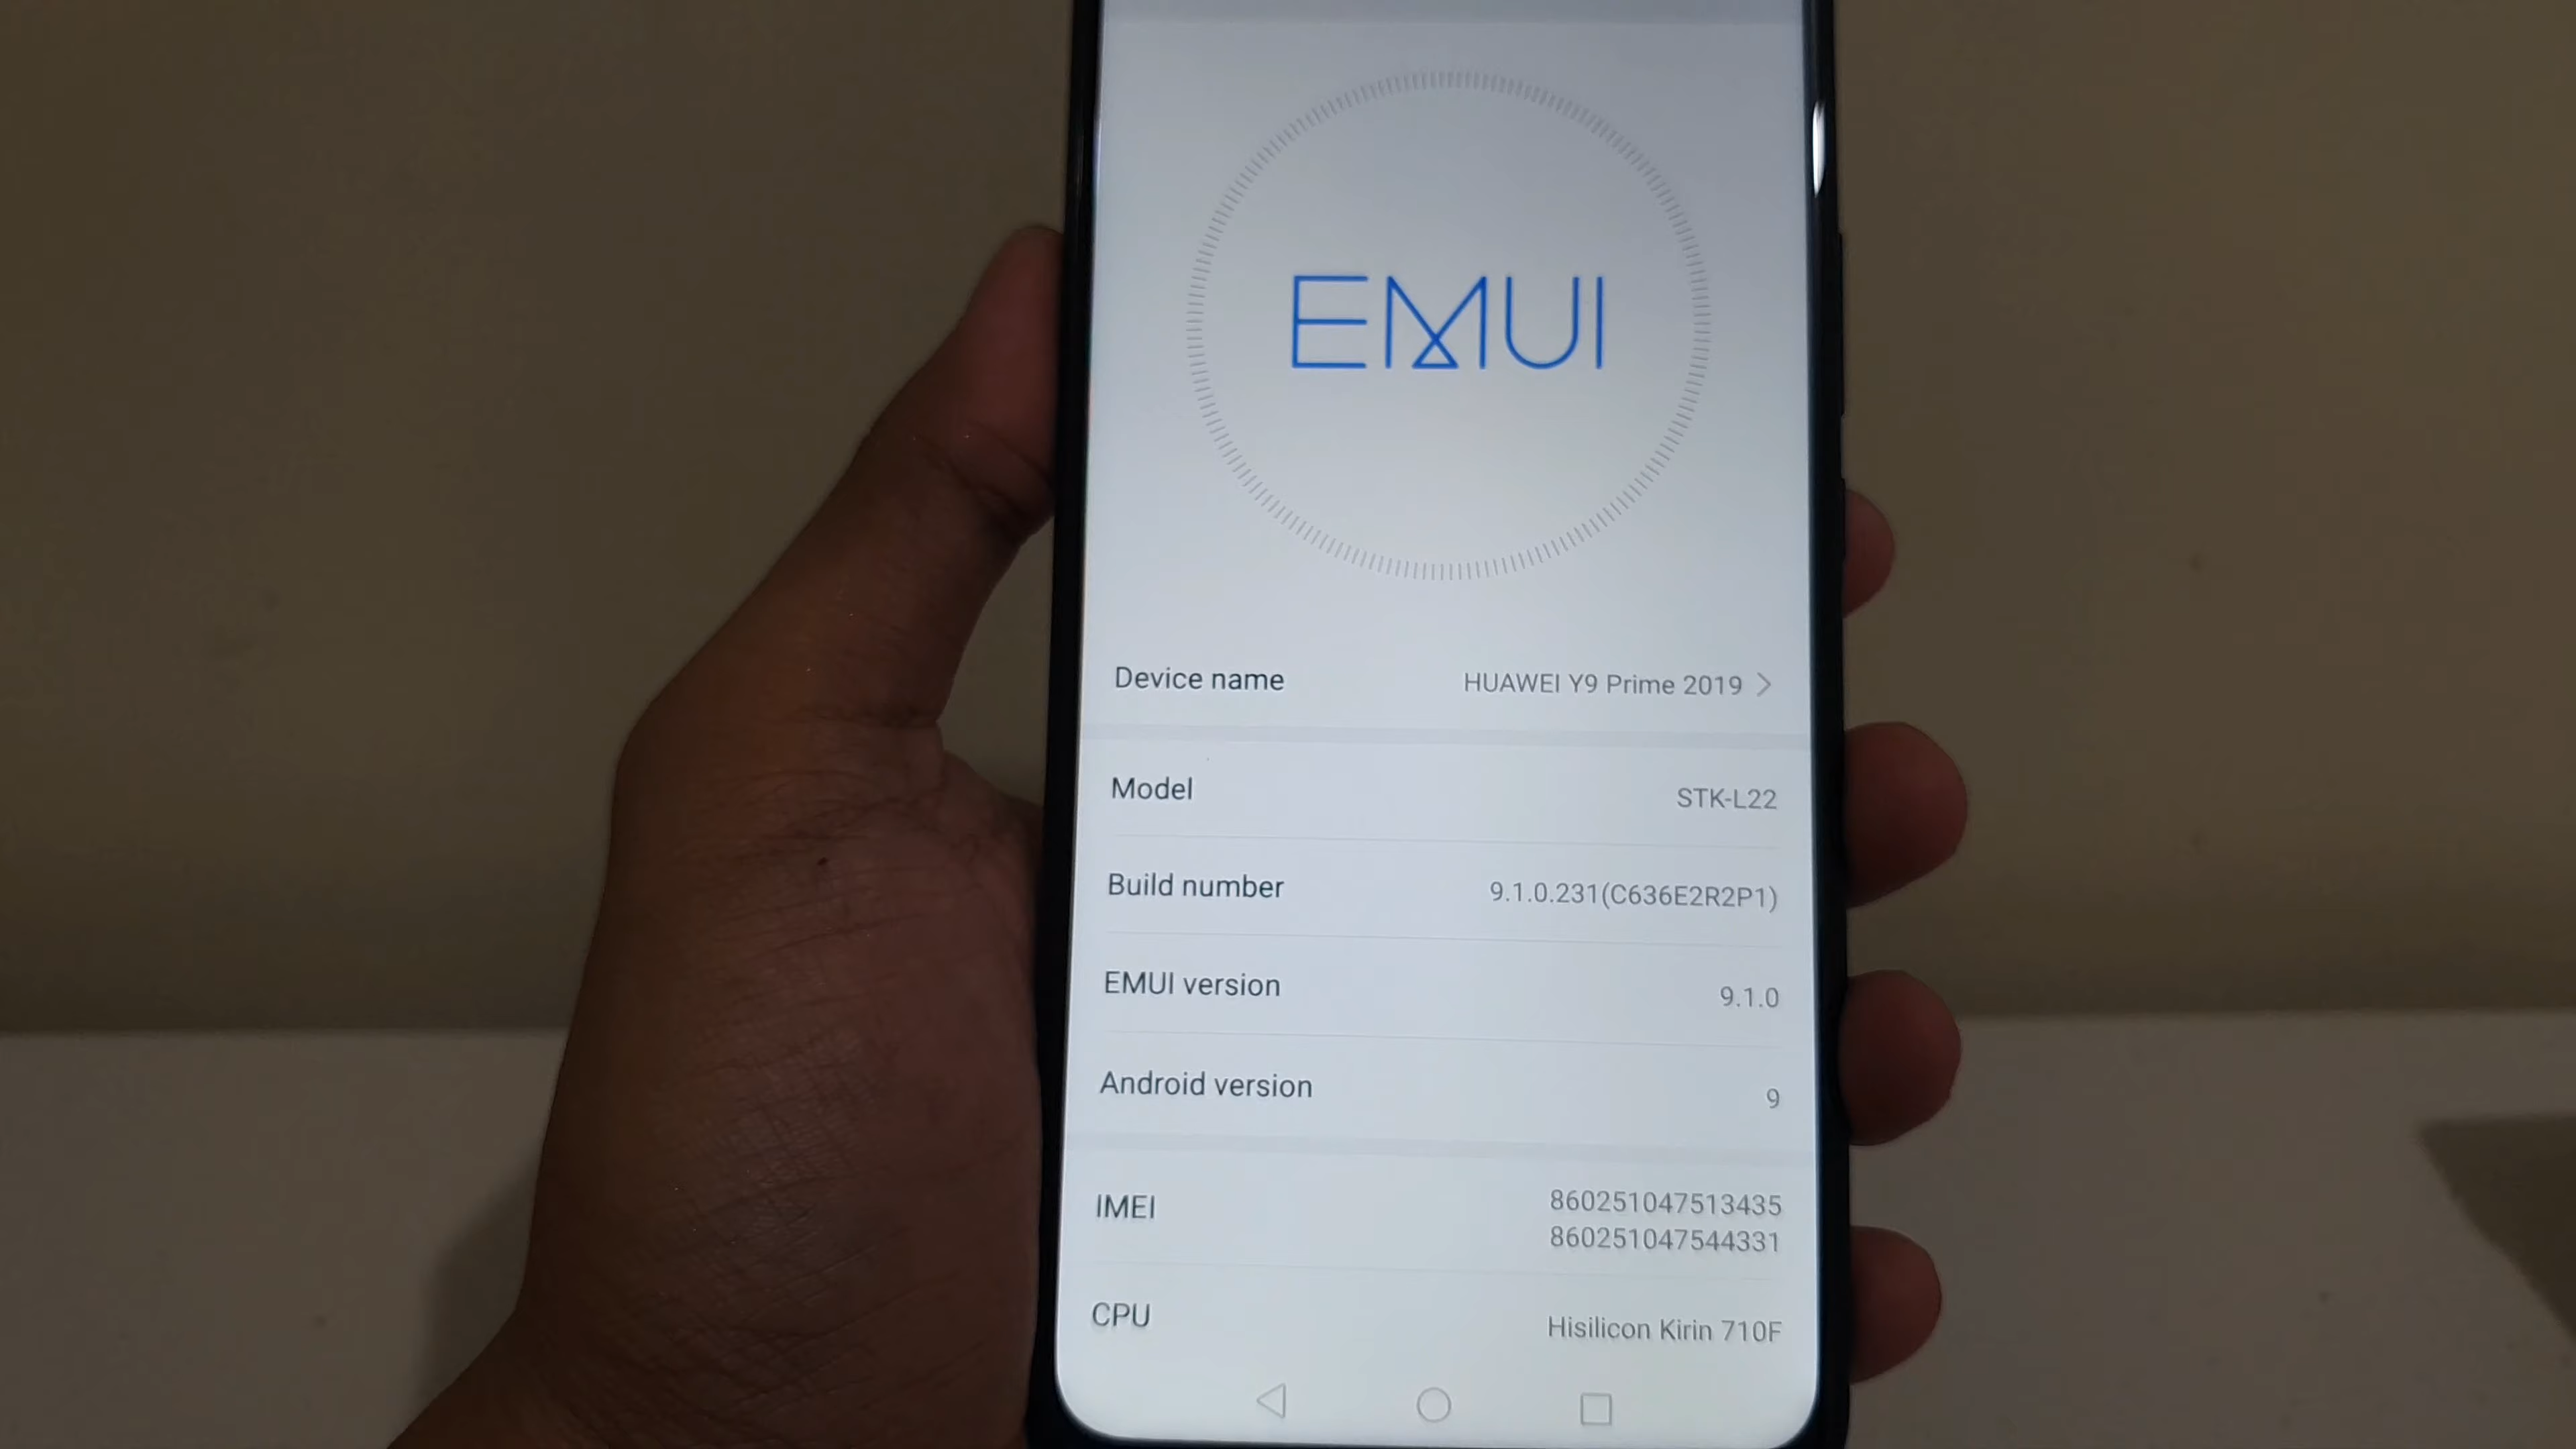 EMUI
Device name HUAWEI Y9 Prime 2019
Model STK-L22
Build number 9.1.0.231(C636E2R2P1)
EMUI version 9.1.0
Android version 9
IMEI 860251047513435
860251047544331
CPU Hisilicon Kirin 710F